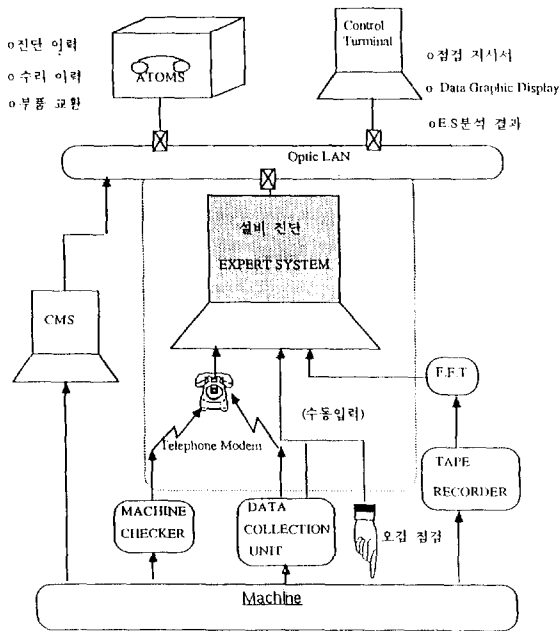 o진단 이력
o수리 이력
o부품 교환
ATOMS
Control
Turminal
o점검 지시서
o Data Graphic Display
oE.S분석 결과
Optic LAN
설비 진단
EXPERT SYSTEM
CMS
F.F.T
(수동입력)
Telephone Modem
TAPE
RECORDER
MACHINE
CHECKER
DATA
COLLECTION
UNIT
오감 점검
Machine